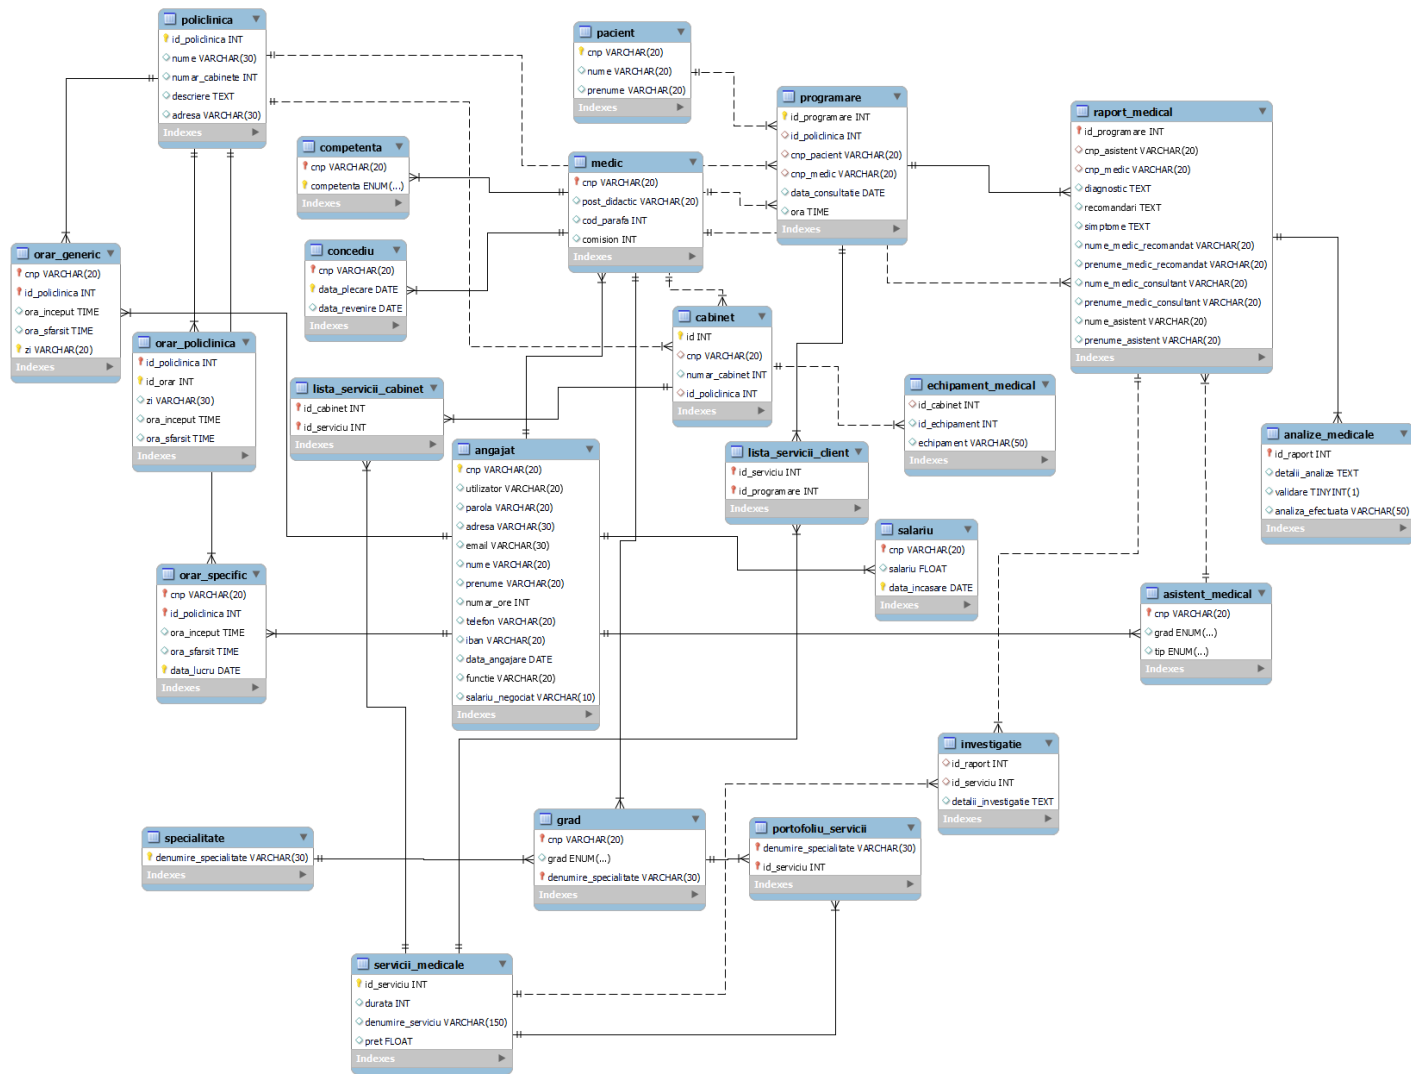 policlinica
id_policlinica INT
nume VARCHAR(30)
numar_cabinete INT
descriere TEXT
adresa VARCHAR(30)
Indexes
pacient
cnp VARCHAR(20)
nume VARCHAR(20)
prenume VARCHAR(20)
Indexes
programare
id_programare INT
id_policlinica INT
cnp_pacient VARCHAR(20)
cnp_medic VARCHAR(20)
data_consultatie DATE
ora TIME
Indexes
raport_medical
id_programare INT
cnp_asistent VARCHAR(20)
cnp_medic VARCHAR(20)
diagnostic TEXT
recomandari TEXT
simptome TEXT
nume_medic_recomandat VARCHAR(20)
prenume_medic_recomandat VARCHAR(20)
nume_medic_consultant VARCHAR(20)
prenume_medic_consultant VARCHAR(20)
nume_asistent VARCHAR(20)
prenume_asistent VARCHAR(20)
Indexes
competenta
cnp VARCHAR(20)
competenta ENUM(...)
Indexes
medic
cnp VARCHAR(20)
post_didactic VARCHAR(20)
cod_parafa INT
comision INT
Indexes
concediu
cnp VARCHAR(20)
data_plecare DATE
data_revenire DATE
Indexes
orar_generic
cnp VARCHAR(20)
id_policlinica INT
ora_inceput TIME
ora_sfarsit TIME
zi VARCHAR(20)
Indexes
orar_policlinica
id_policlinica INT
id_orar INT
zi VARCHAR(30)
ora_inceput TIME
ora_sfarsit TIME
Indexes
cabinet
id INT
cnp VARCHAR(20)
numar_cabinet INT
id_policlinica INT
Indexes
lista_servicii_cabinet
id_cabinet INT
id_serviciu INT
Indexes
echipament_medical
id_cabinet INT
id_echipament INT
echipament VARCHAR(50)
Indexes
analize_medicale
id_raport INT
detalii_analize TEXT
validare TINYINT(1)
analiza_efectuata VARCHAR(50)
Indexes
angajat
cnp VARCHAR(20)
utilizator VARCHAR(20)
parola VARCHAR(20)
adresa VARCHAR(30)
email VARCHAR(30)
nume VARCHAR(20)
prenume VARCHAR(20)
numar_ore INT
telefon VARCHAR(20)
iban VARCHAR(20)
data_angajare DATE
functie VARCHAR(20)
salariu_negociat VARCHAR(10)
Indexes
lista_servicii_client
id_serviciu INT
id_programare INT
Indexes
salariu
cnp VARCHAR(20)
salariu FLOAT
data_incasare DATE
Indexes
orar_specific
cnp VARCHAR(20)
id_policlinica INT
ora_inceput TIME
ora_sfarsit TIME
data_lucru DATE
Indexes
asistent_medical
cnp VARCHAR(20)
grad ENUM(...)
tip ENUM(...)
Indexes
investigatie
id_raport INT
id_serviciu INT
detalii_investigatie TEXT
Indexes
specialitate
denumire_specialitate VARCHAR(30)
Indexes
grad
cnp VARCHAR(20)
grad ENUM(...)
denumire_specialitate VARCHAR(30)
Indexes
portofoliu_servicii
denumire_specialitate VARCHAR(30)
id_serviciu INT
Indexes
servicii_medicale
id_serviciu INT
durata INT
denumire_serviciu VARCHAR(150)
pret FLOAT
Indexes